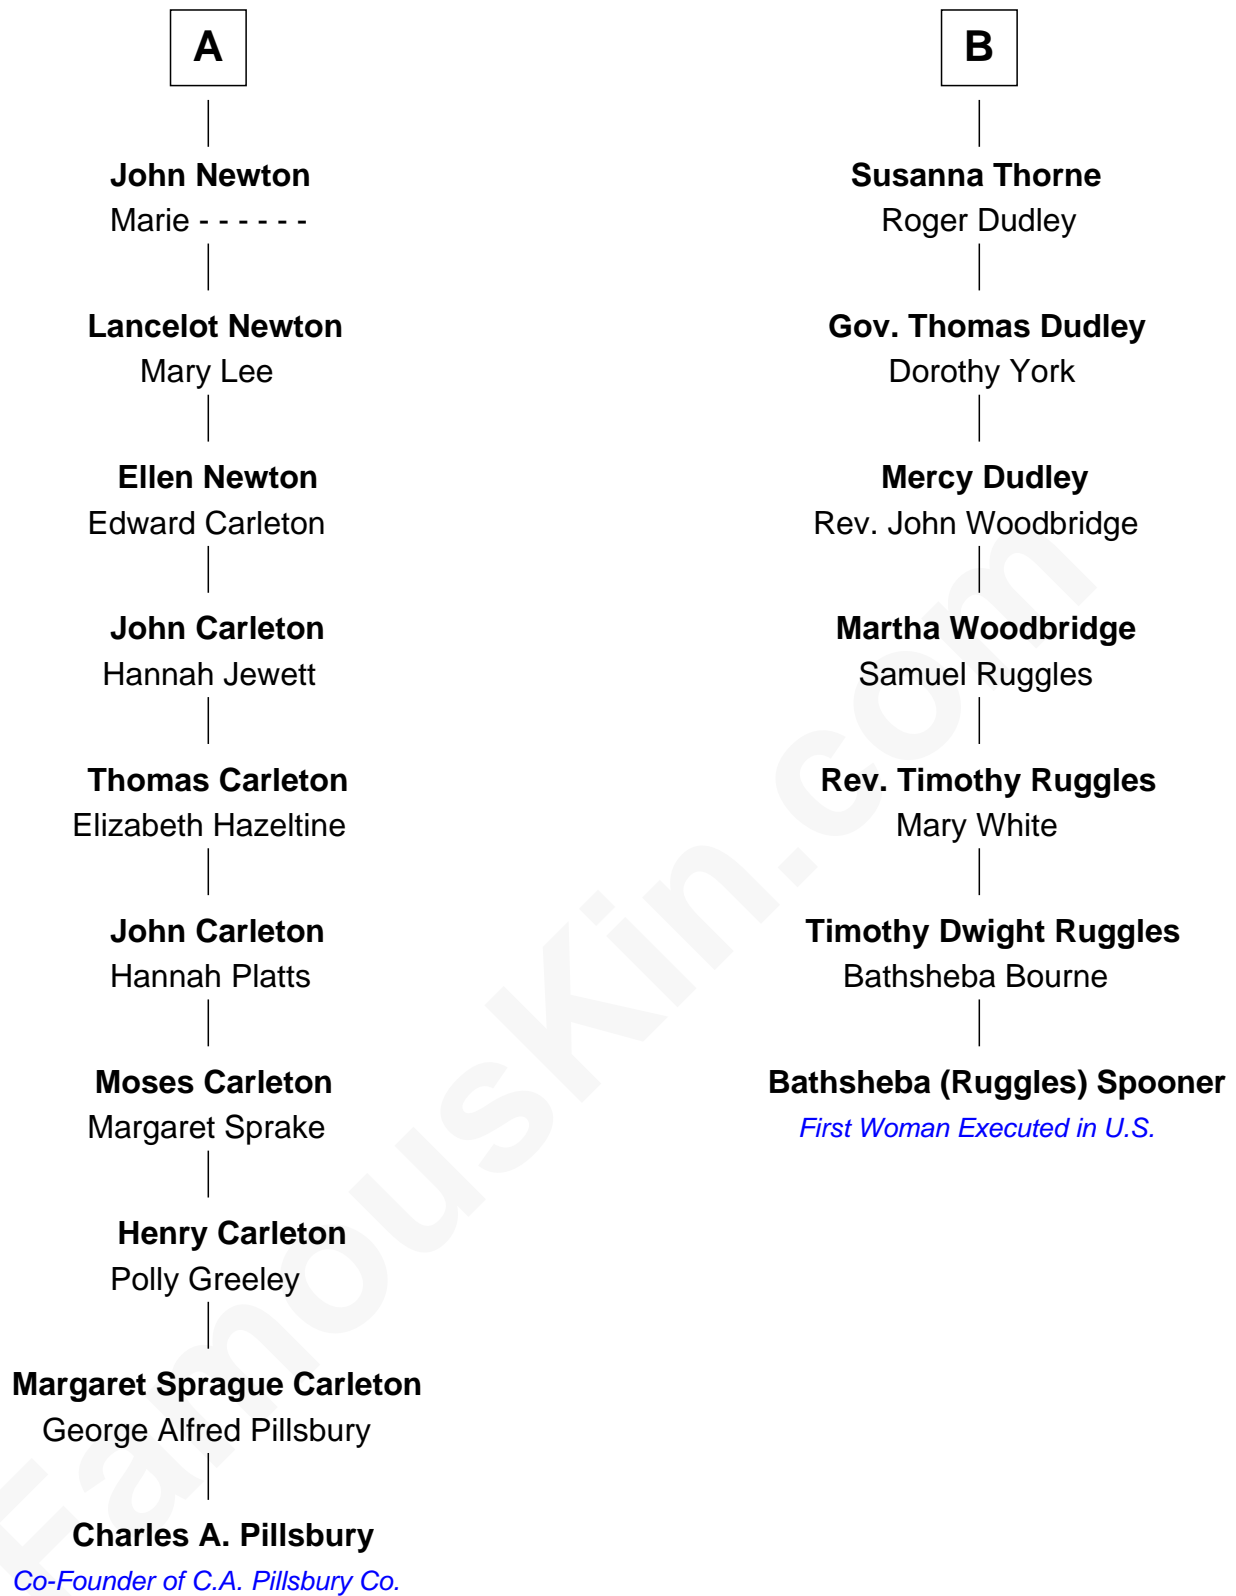 A
John Newton
Marie - - - - - -
Lancelot Newton
Mary Lee
Ellen Newton
Edward Carleton
John Carleton
Hannah Jewett
Thomas Carleton
Elizabeth Hazeltine
John Carleton
Hannah Platts
Moses Carleton
Margaret Sprake
Henry Carleton
Polly Greeley
Margaret Sprague Carleton
George Alfred Pillsbury
Charles A. Pillsbury
Co-Founder of C.A. Pillsbury Co.
B
Susanna Thorne
Roger Dudley
Gov. Thomas Dudley
Dorothy York
Mercy Dudley
Rev. John Woodbridge
Martha Woodbridge
Samuel Ruggles
Rev. Timothy Ruggles
Mary White
Timothy Dwight Ruggles
Bathsheba Bourne
Bathsheba (Ruggles) Spooner
First Woman Executed in U.S.
FamousKin.com